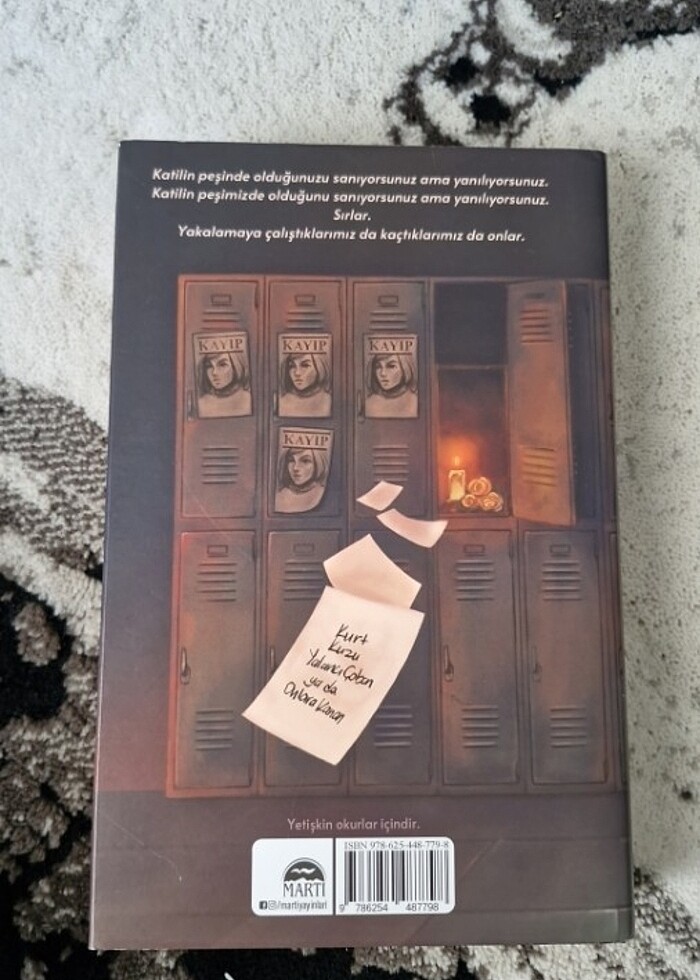 Katilin peşinde olduğunuzu sanıyorsunuz ama yanılıyorsunuz.
Katilin peşimizde olduğunu sanıyorsunuz ama yanılıyorsunuz.
Sırlar.
Yakalamaya çalıştıklarımız da kaçtıklarımız da onlar.
KAYIP
KAYIP
KAYIP
KAYIP
Kurt
Kuzu
Yalancı Çoban
ya da
Onlara Kanan
Yetişkin okurlar içindir.
ISBN 978-625-448-779-8
MARTI
/martiyayinlari
9 786254 487798